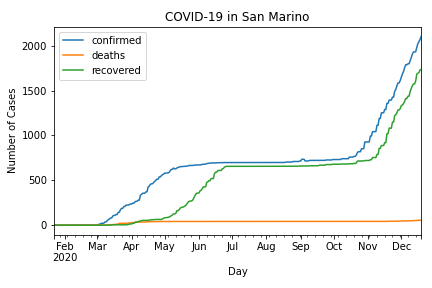 COVID-19 in San Marino
confirmed
deaths
recovered
Number of Cases
2000
1500
1000
500
0
Feb Mar Apr May Jun Jul Aug Sep Oct Nov Dec
2020
Day